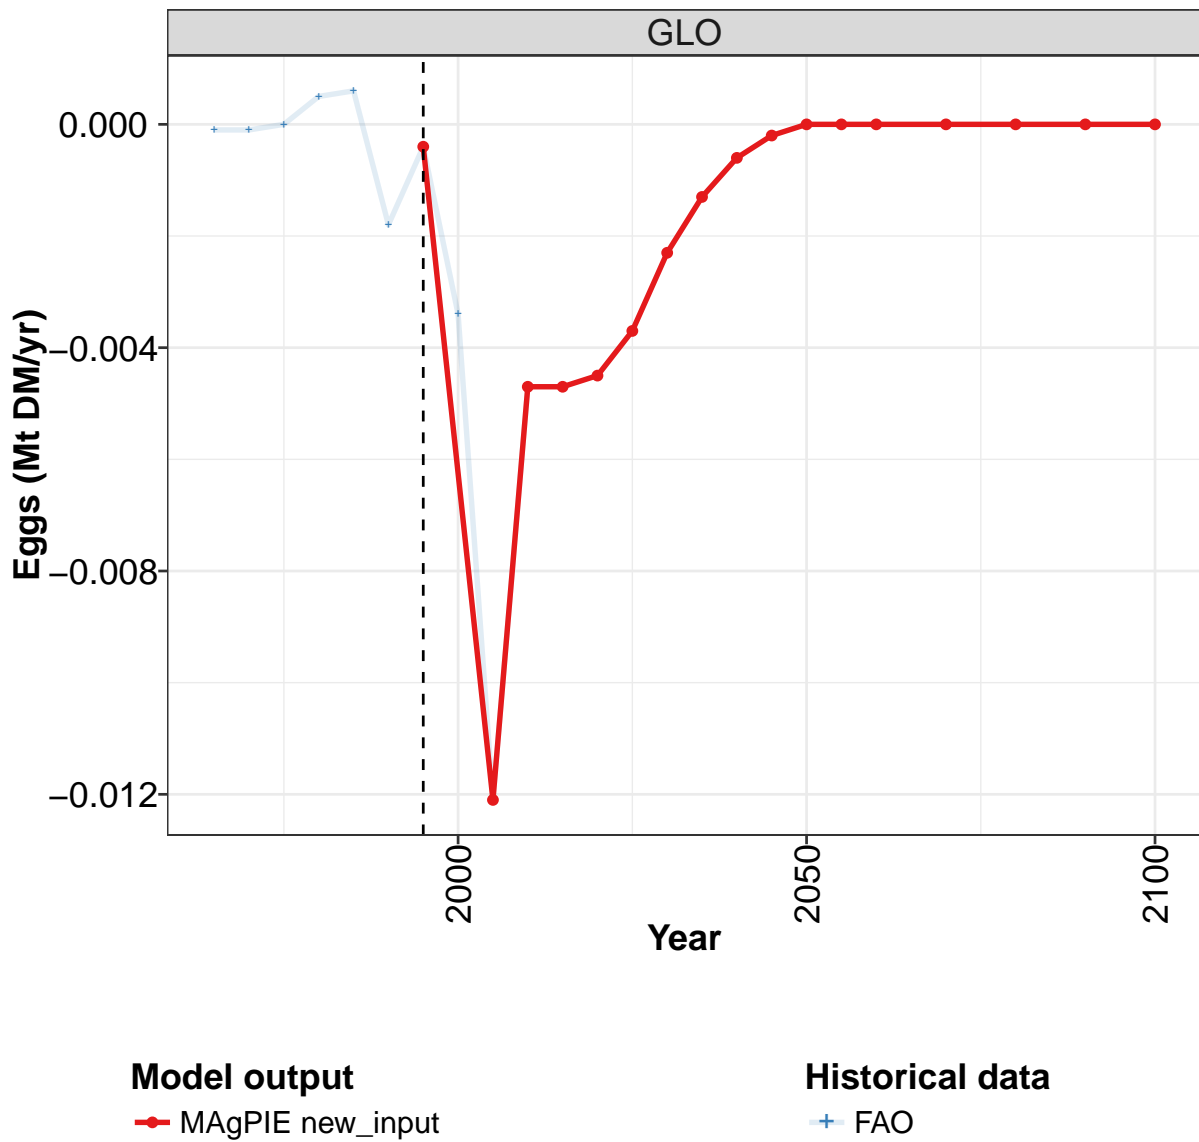 GLO
0.000
−0.004
−0.008
−0.012
Eggs (Mt DM/yr)
2000
2050
2100
Year
Model output
MAgPIE new_input
Historical data
FAO